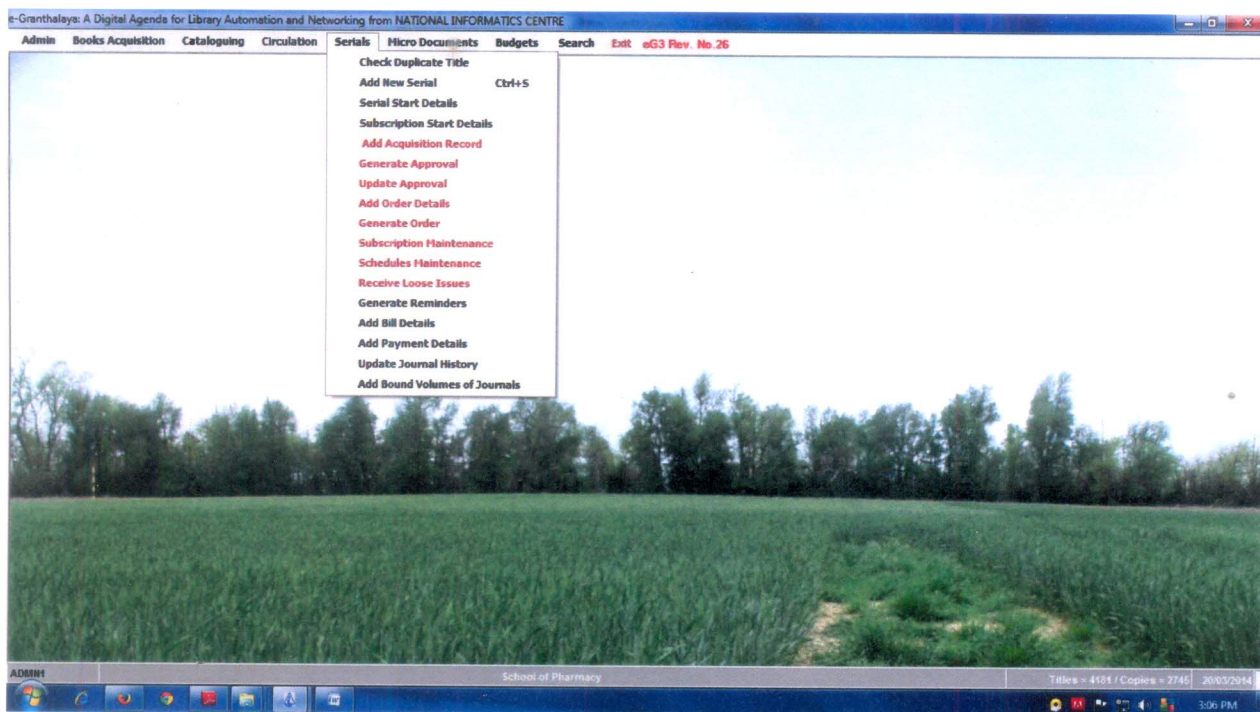 e-Granthalaya: A Digital Agenda for Library Automation and Networking from NATIONAL INFORMATICS CENTRE
Admin Books Acquisition Cataloguing Circulation Serials Micro Documents Budgets Search Exit eG3 Rev. No.26
Check Duplicate Title
Add New Serial Ctrl+S
Serial Start Details
Subscription Start Details
Add Acquisition Record
Generate Approval
Update Approval
Add Order Details
Generate Order
Subscription Maintenance
Schedules Maintenance
Receive Loose Issues
Generate Reminders
Add Bill Details
Add Payment Details
Update Journal History
Add Bound Volumes of Journals
ADMIN1 School of Pharmacy Titles = 4181 / Copies = 2745 20/03/2014
3:06 PM